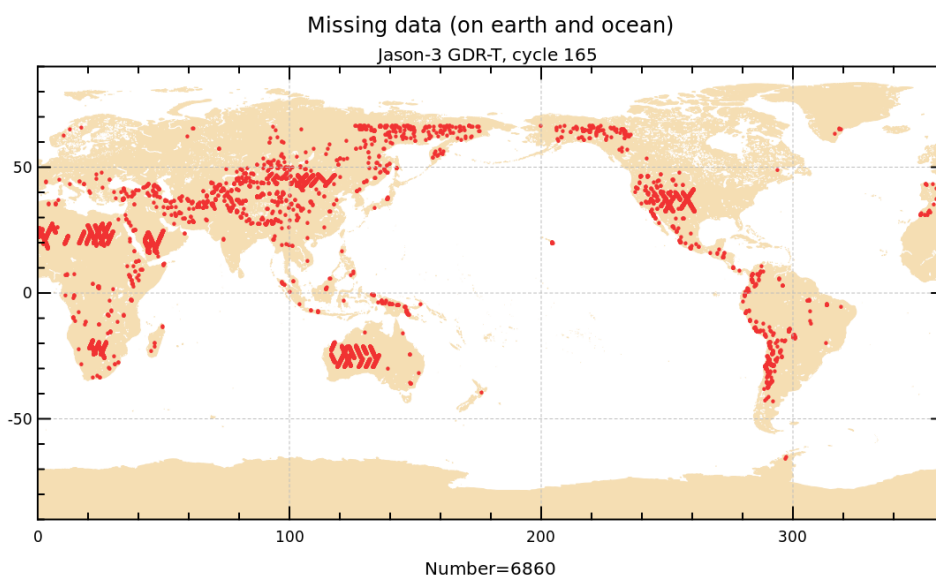 Missing data (on earth and ocean)
Jason-3 GDR-T, cycle 165
50
0
-50
0 100 200 300
Number=6860